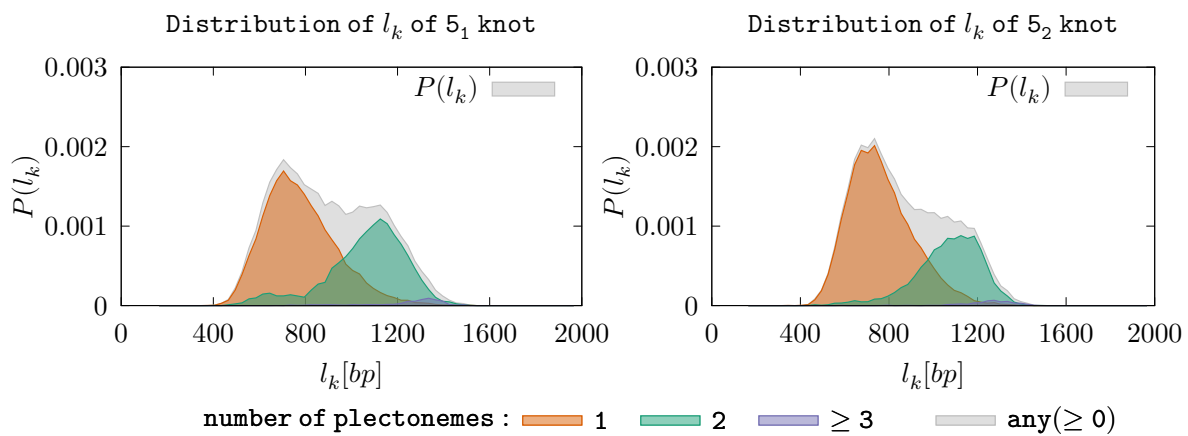 Distribution of l_k of 5_1 knot
0.003
0.002
0.001
0
P(l_k)
P(l_k)
0 400 800 1200 1600 2000
l_k[bp]
Distribution of l_k of 5_2 knot
0.003
0.002
0.001
0
P(l_k)
P(l_k)
0 400 800 1200 1600 2000
l_k[bp]
number of plectonemes : 1 2 ≥ 3 any(≥ 0)